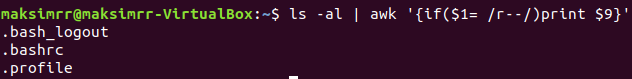 maksimrr@maksimrr-VirtualBox:~$ ls -al | awk '{if($1= /r--/)print $9}'
.bash_logout
.bashrc
.profile